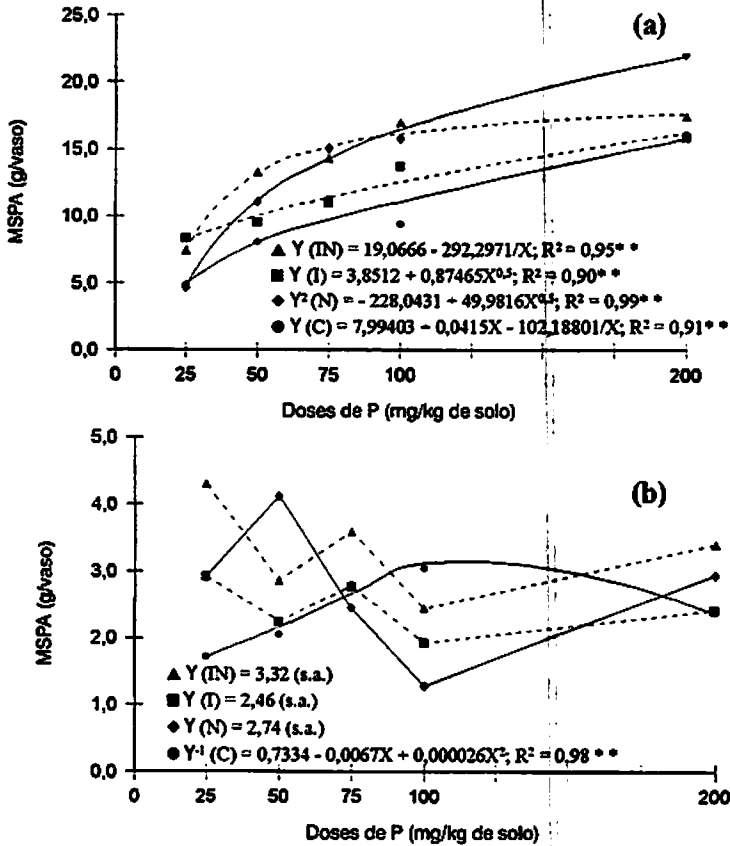 25,0
(a)
20,0
15,0
10,0
5,0
0,0
MSPA (g/vaso)
▲ Y (IN) = 19,0666 - 292,2971/X; R² = 0,95**
■ Y (I) = 3,8512 + 0,87465X^0,5; R² = 0,90**
◆ Y² (N) = - 228,0431 + 49,9816X^0,5; R² = 0,99**
● Y (C) = 7,99403 + 0,0415X - 102,18801/X; R² = 0,91**
0 25 50 75 100 200
Doses de P (mg/kg de solo)
5,0
(b)
4,0
3,0
2,0
1,0
0,0
MSPA (g/vaso)
▲ Y (IN) = 3,32 (s.a.)
■ Y (I) = 2,46 (s.a.)
◆ Y (N) = 2,74 (s.a.)
● Y⁻¹ (C) = 0,7334 - 0,0067X + 0,000026X²; R² = 0,98**
0 25 50 75 100 200
Doses de P (mg/kg de solo)